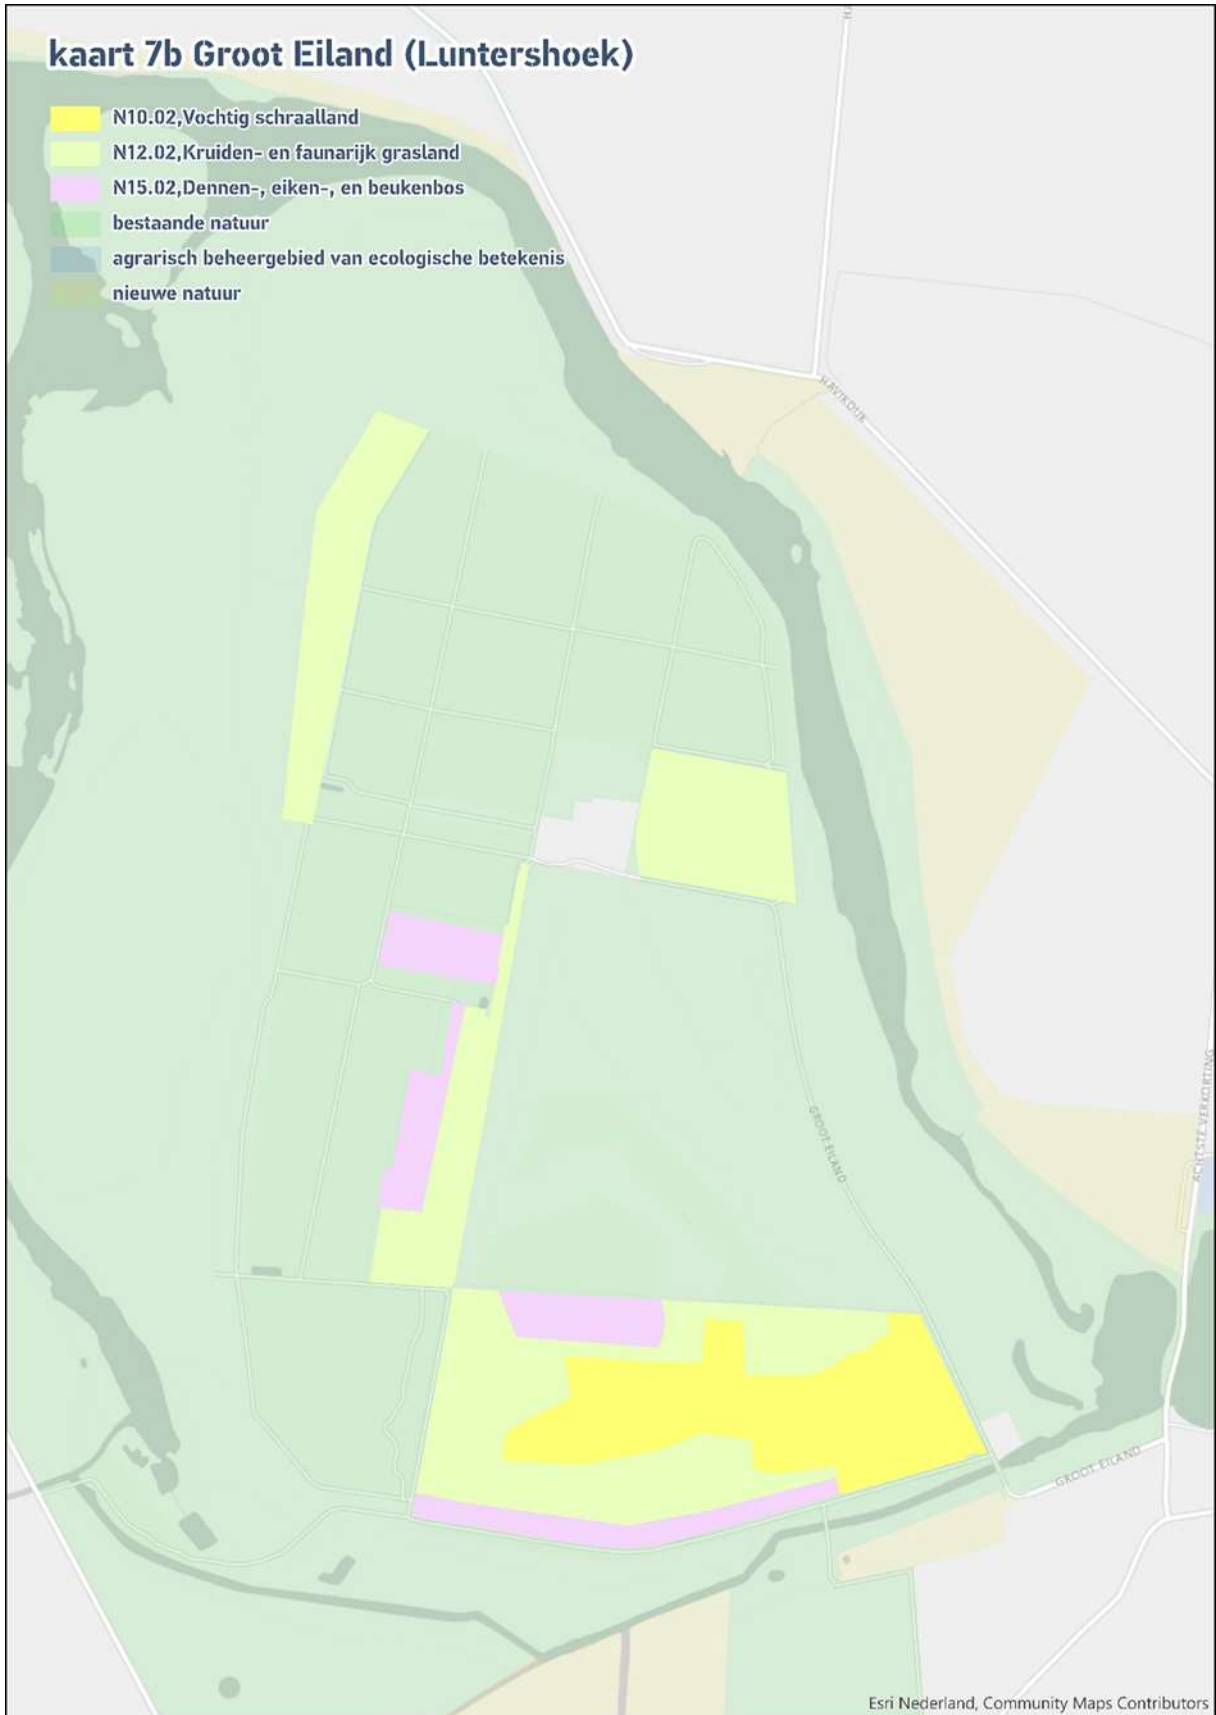 kaart 7b Groot Eiland (Luntershoek)
N10.02,Vochtig schraalland
N12.02,Kruiden- en faunarijk grasland
N15.02,Dennen-, eiken-, en beukenbos
bestaande natuur
agrarisch beheergebied van ecologische betekenis
nieuwe natuur
HAVIKDIJK
ACHTSTE VERKORTING
GROOT EILAND
GROOT EILAND
Esri Nederland, Community Maps Contributors